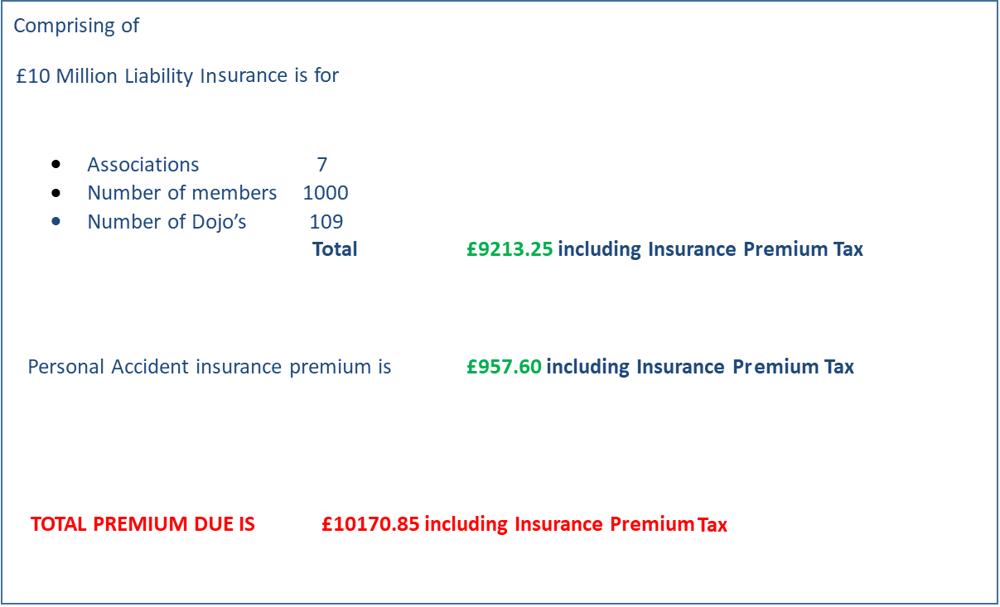 Comprising of
£10 Million Liability Insurance is for
• Associations 7
• Number of members 1000
• Number of Dojo’s 109
Total £9213.25 including Insurance Premium Tax
Personal Accident insurance premium is £957.60 including Insurance Premium Tax
TOTAL PREMIUM DUE IS £10170.85 including Insurance Premium Tax